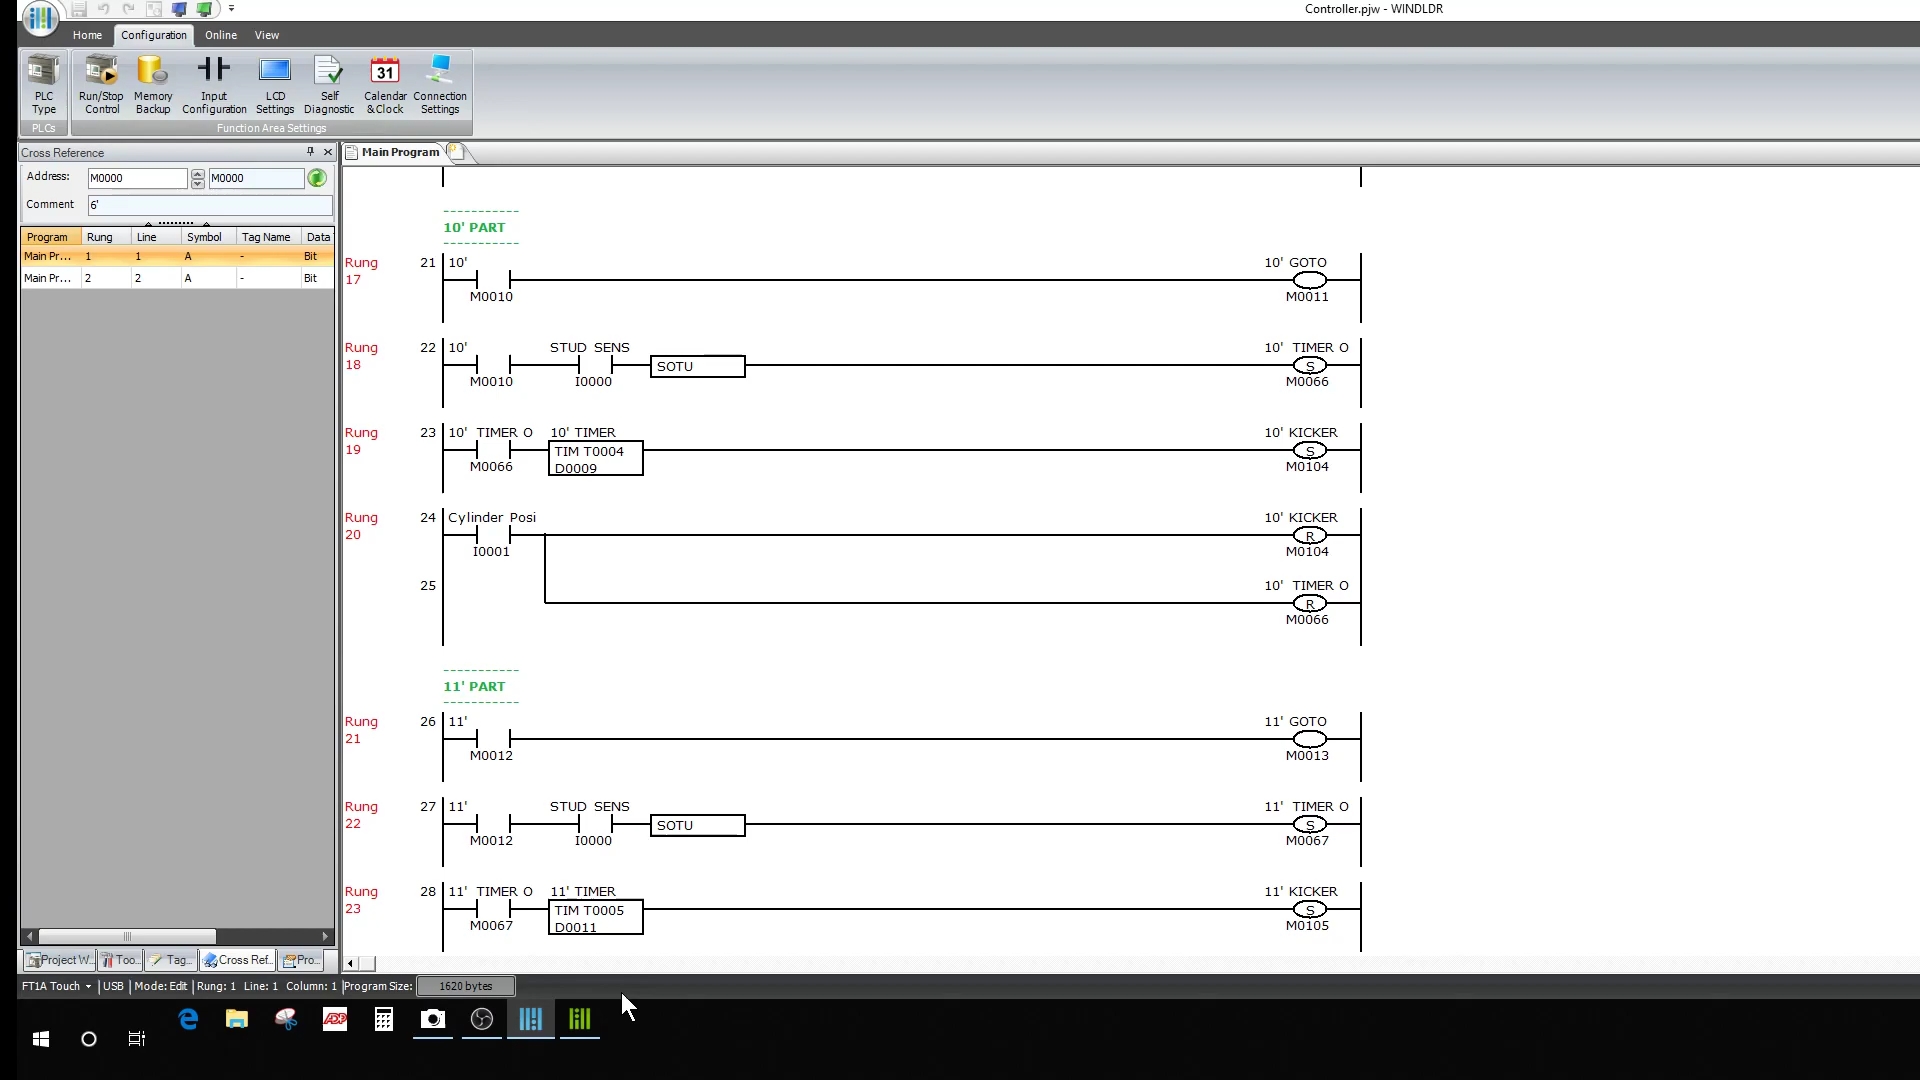 Controller.pjw - WINDLDR
Home Configuration Online View
PLC Type
Run/Stop Control
Memory Backup
Input Configuration
LCD Settings
Self Diagnostic
31
Calendar &Clock
Connection Settings
PLCs
Function Area Settings
Cross Reference
Address: M0000 M0000
Comment 6'
Program Rung Line Symbol Tag Name Data
Main Pr... 1 1 A - Bit
Main Pr... 2 2 A - Bit
Main Program
-----------
10' PART
-----------
Rung 17
21 10' 10' GOTO
M0010 M0011
Rung 18
22 10' STUD SENS 10' TIMER O
SOTU S
M0010 I0000 M0066
Rung 19
23 10' TIMER O 10' TIMER 10' KICKER
TIM T0004 S
D0009
M0066 M0104
Rung 20
24 Cylinder Posi 10' KICKER
R
I0001 M0104
25 10' TIMER O
R
M0066
-----------
11' PART
-----------
Rung 21
26 11' 11' GOTO
M0012 M0013
Rung 22
27 11' STUD SENS 11' TIMER O
SOTU S
M0012 I0000 M0067
Rung 23
28 11' TIMER O 11' TIMER 11' KICKER
TIM T0005 S
D0011
M0067 M0105
Project W... Too... Tag... Cross Ref... Pro...
FT1A Touch USB Mode: Edit Rung: 1 Line: 1 Column: 1 Program Size: 1620 bytes
ADP